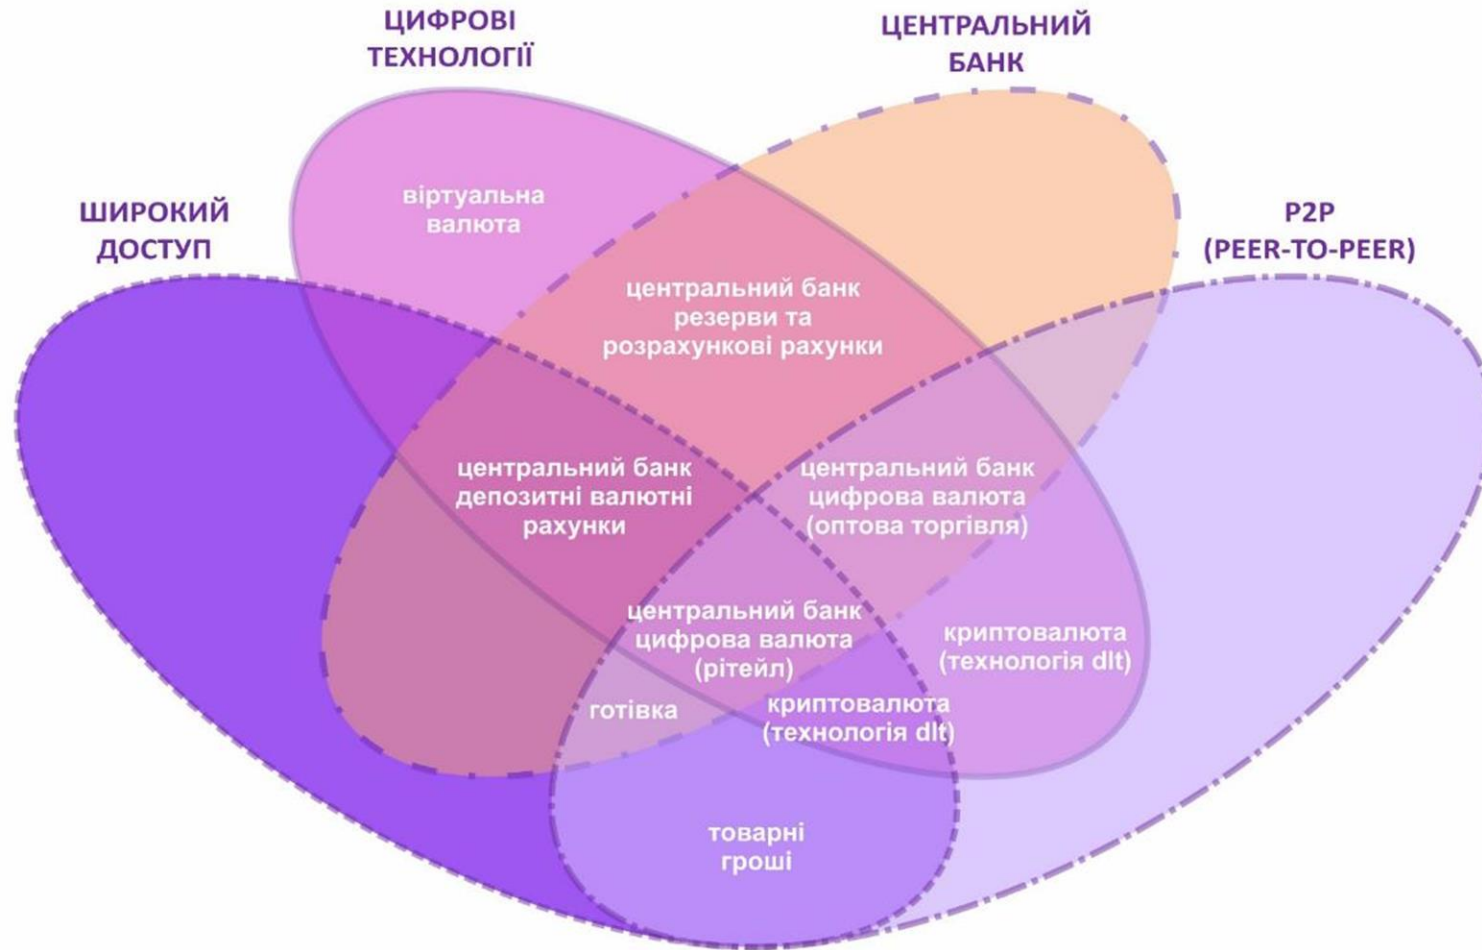 ЦИФРОВІ
ТЕХНОЛОГІЇ
ЦЕНТРАЛЬНИЙ
БАНК
ШИРОКИЙ
ДОСТУП
P2P
(PEER-TO-PEER)
віртуальна
валюта
центральний банк
резерви та
розрахункові рахунки
центральний банк
депозитні валютні
рахунки
центральний банк
цифрова валюта
(оптова торгівля)
центральний банк
цифрова валюта
(рітейл)
криптовалюта
(технологія dlt)
готівка
криптовалюта
(технологія dlt)
товарні
гроші